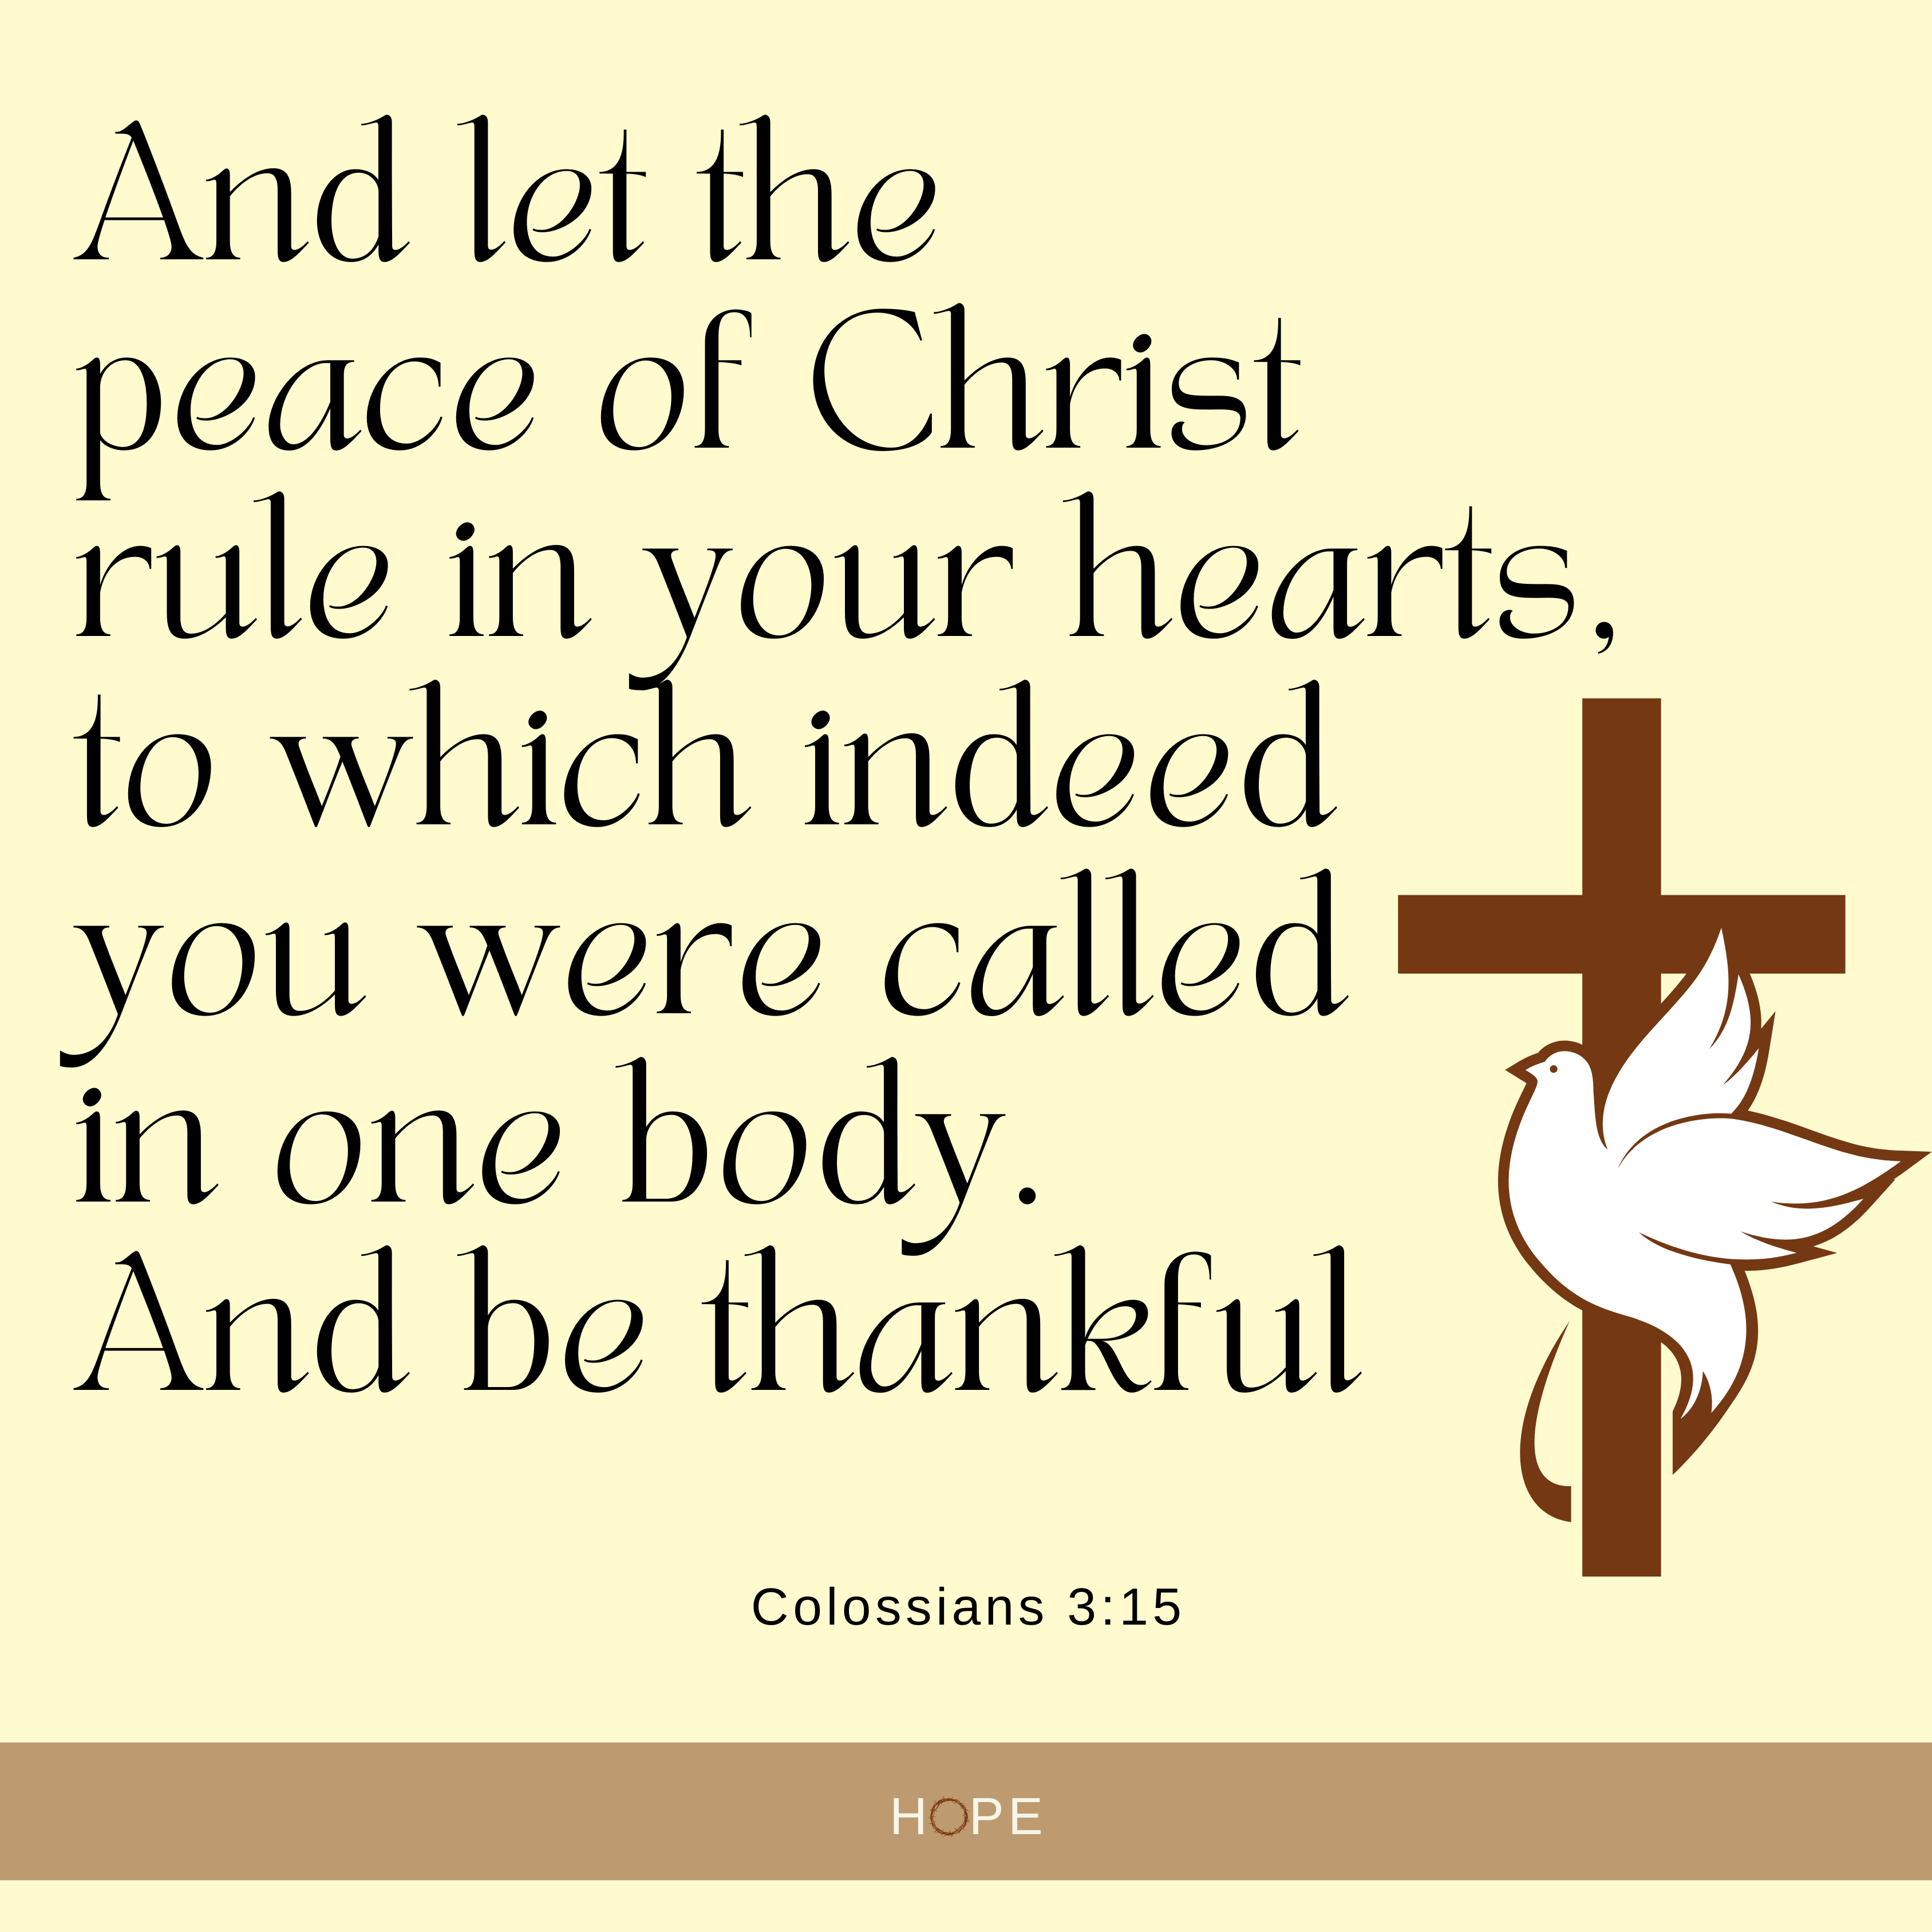 And let the
peace of Christ
rule in your hearts,
to which indeed
you were called
in one body.
And be thankful
Colossians 3:15
HOPE